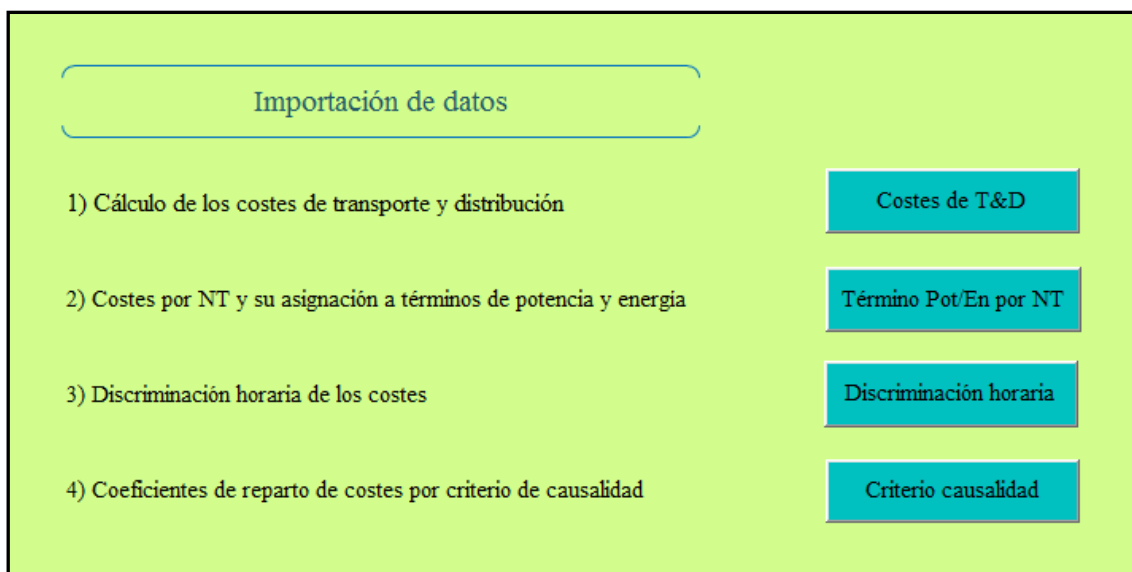 Importación de datos
1) Cálculo de los costes de transporte y distribución
Costes de T&D
2) Costes por NT y su asignación a términos de potencia y energia
Término Pot/En por NT
3) Discriminación horaria de los costes
Discriminación horaria
4) Coeficientes de reparto de costes por criterio de causalidad
Criterio causalidad